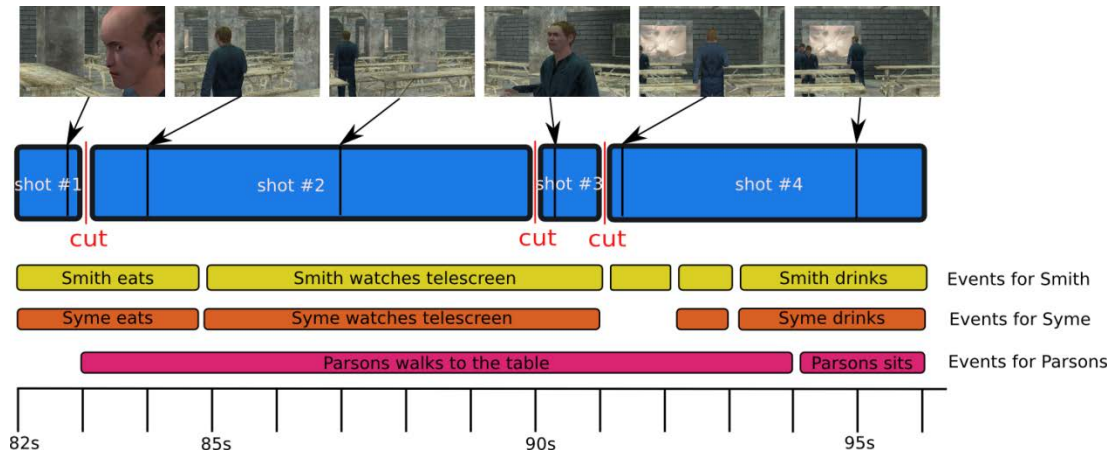 shot #1
shot #2
shot #3
shot #4
cut
cut
cut
Smith eats
Smith watches telescreen
Smith drinks
Events for Smith
Syme eats
Syme watches telescreen
Syme drinks
Events for Syme
Parsons walks to the table
Parsons sits
Events for Parsons
82s
85s
90s
95s